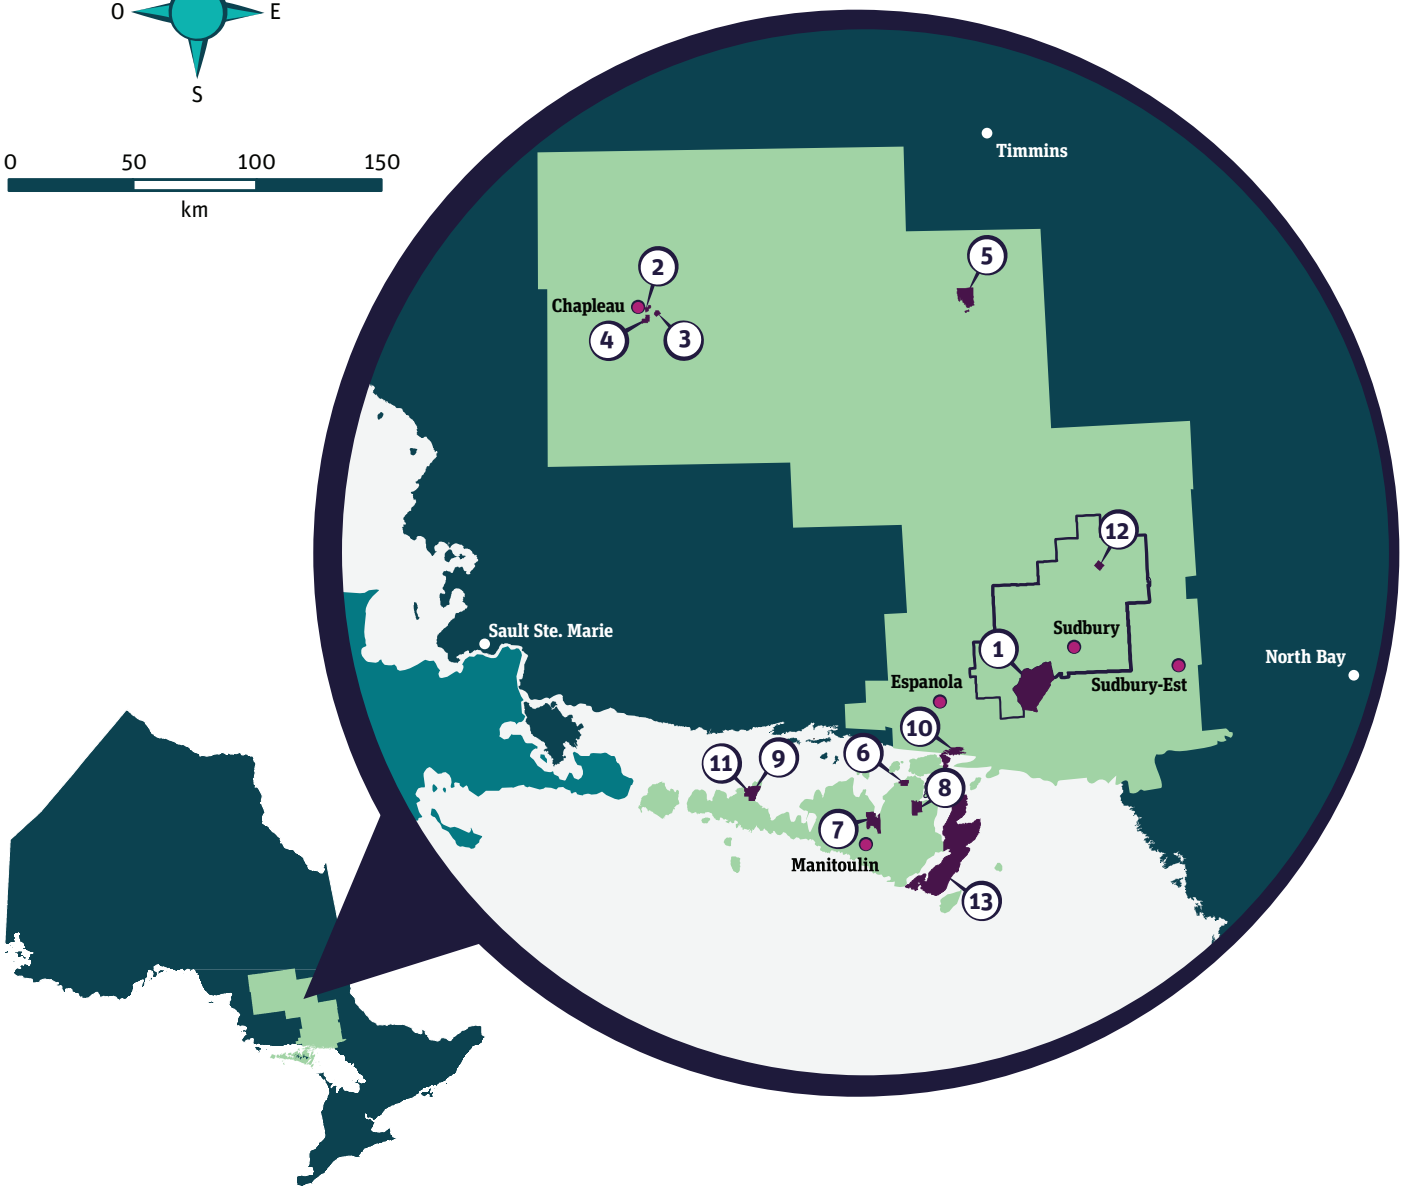 O
E
S
0 50 100 150
km
Timmins
5
2
Chapleau
4
3
12
Sault Ste. Marie
Sudbury
1
North Bay
Espanola
Sudbury-Est
10
11
9
6
8
7
Manitoulin
13